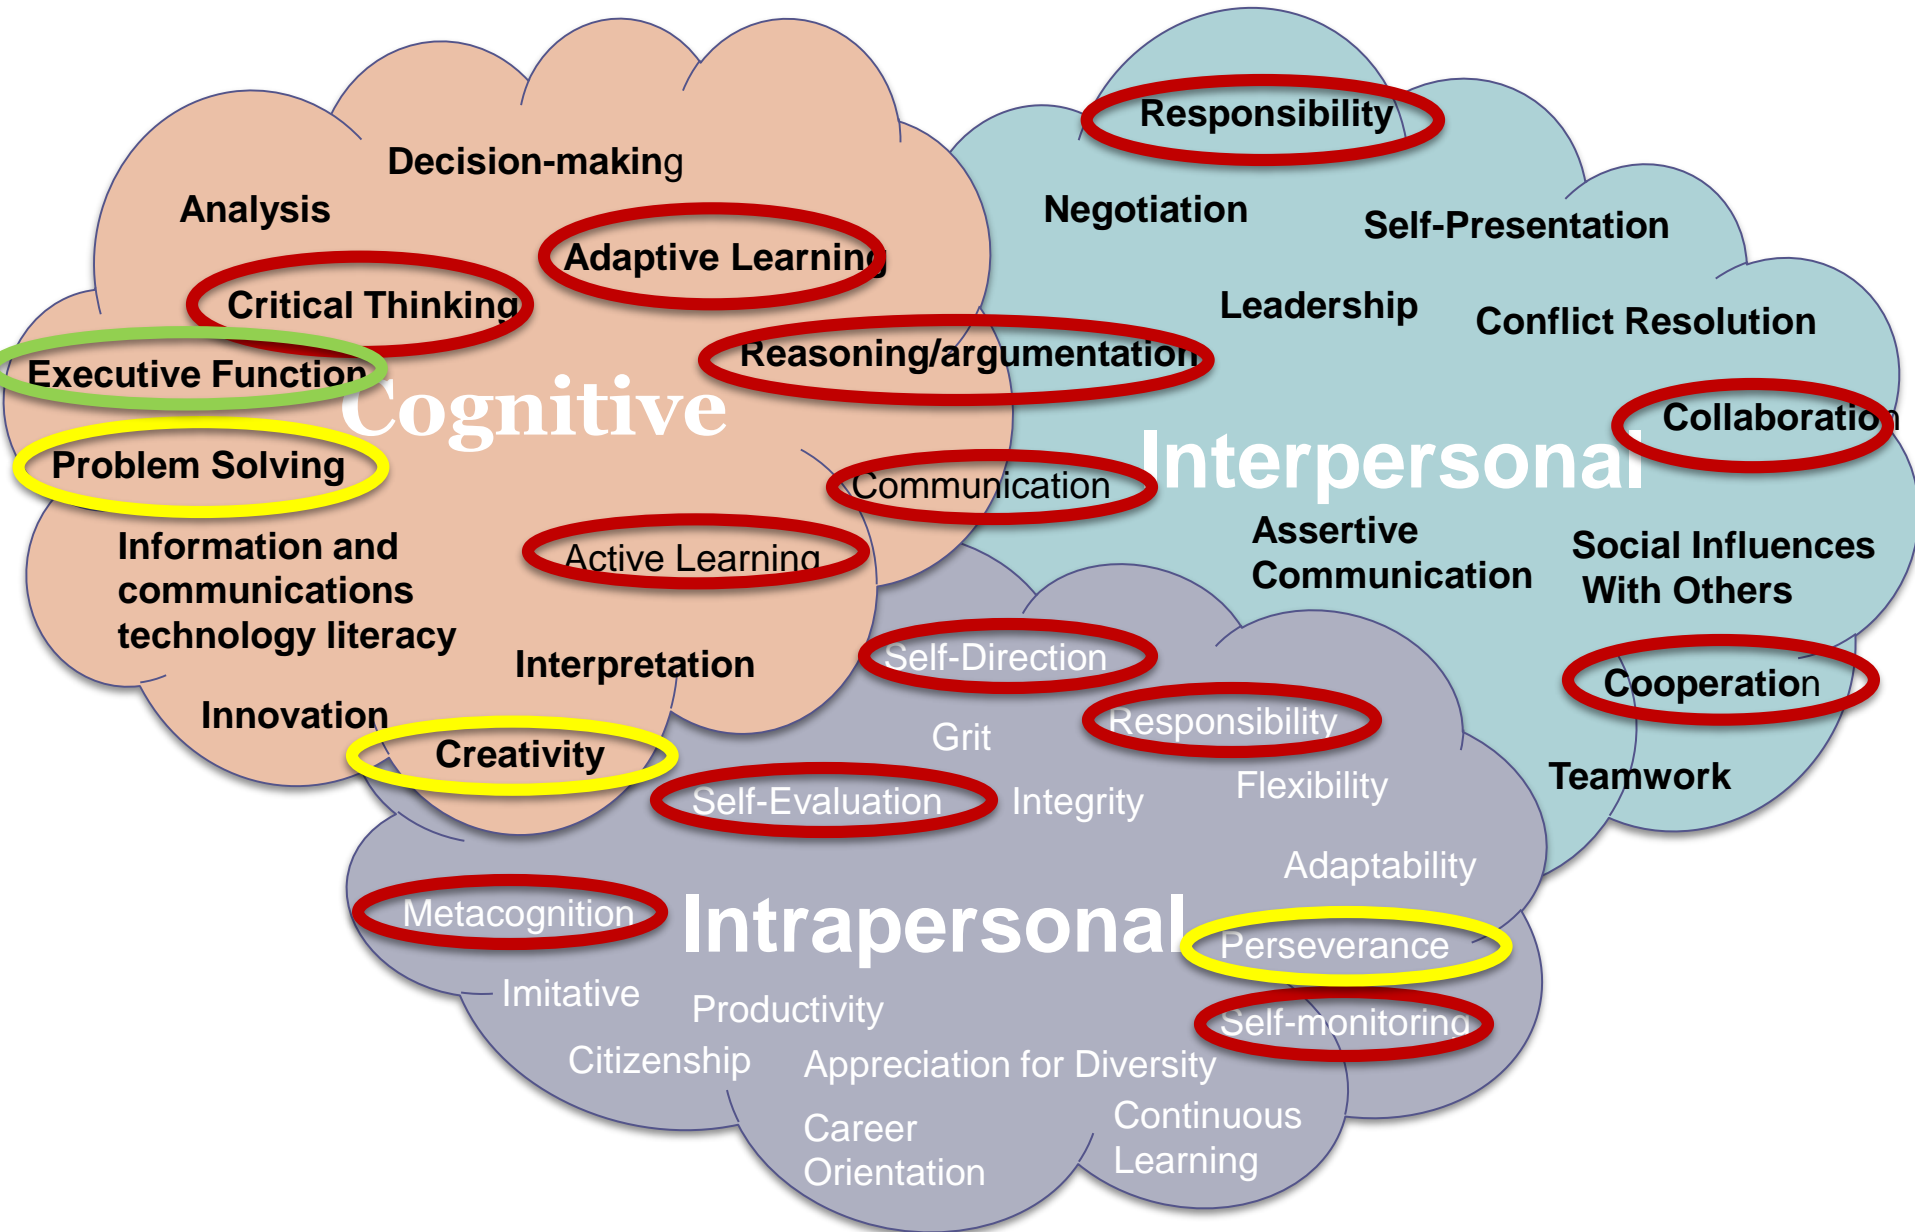 Responsibility
Decision-making
Analysis
Negotiation
Self-Presentation
Adaptive Learning
Critical Thinking
Leadership
Conflict Resolution
Reasoning/argumentation
Executive Function
Cognitive
Collaboration
Interpersonal
Problem Solving
Communication
Information and
communications
technology literacy
Active Learning
Assertive
Communication
Social Influences
With Others
Interpretation
Self-Direction
Cooperation
Innovation
Responsibility
Grit
Creativity
Teamwork
Flexibility
Self-Evaluation
Integrity
Adaptability
Metacognition
Intrapersonal
Perseverance
Imitative
Productivity
Self-monitoring
Citizenship
Appreciation for Diversity
Career
Orientation
Continuous
Learning